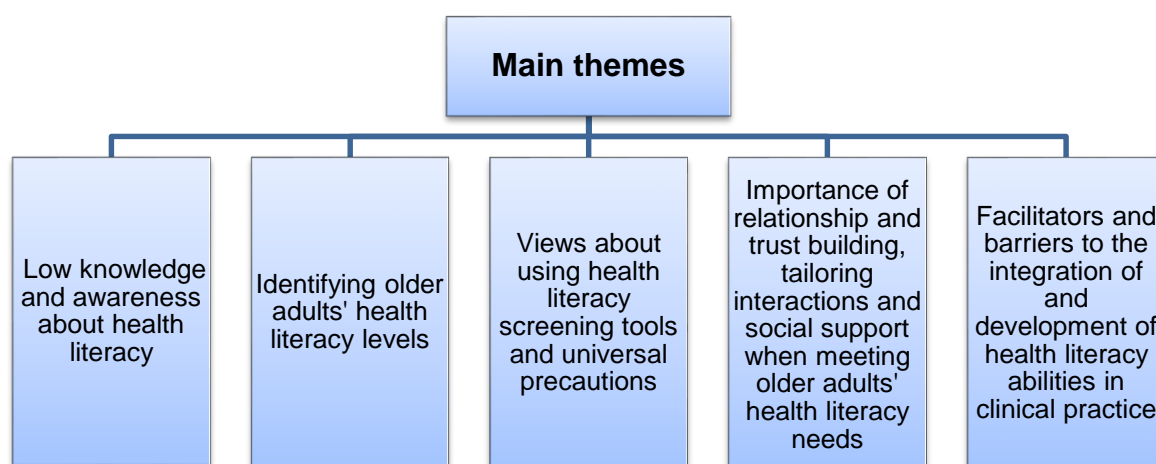 Main themes
Low knowledge
and awareness
about health
literacy
Identifying older
adults' health
literacy levels
Views about
using health
literacy
screening tools
and universal
precautions
Importance of
relationship and
trust building,
tailoring
interactions and
social support
when meeting
older adults'
health literacy
needs
Facilitators and
barriers to the
integration of
and
development of
health literacy
abilities in
clinical practice